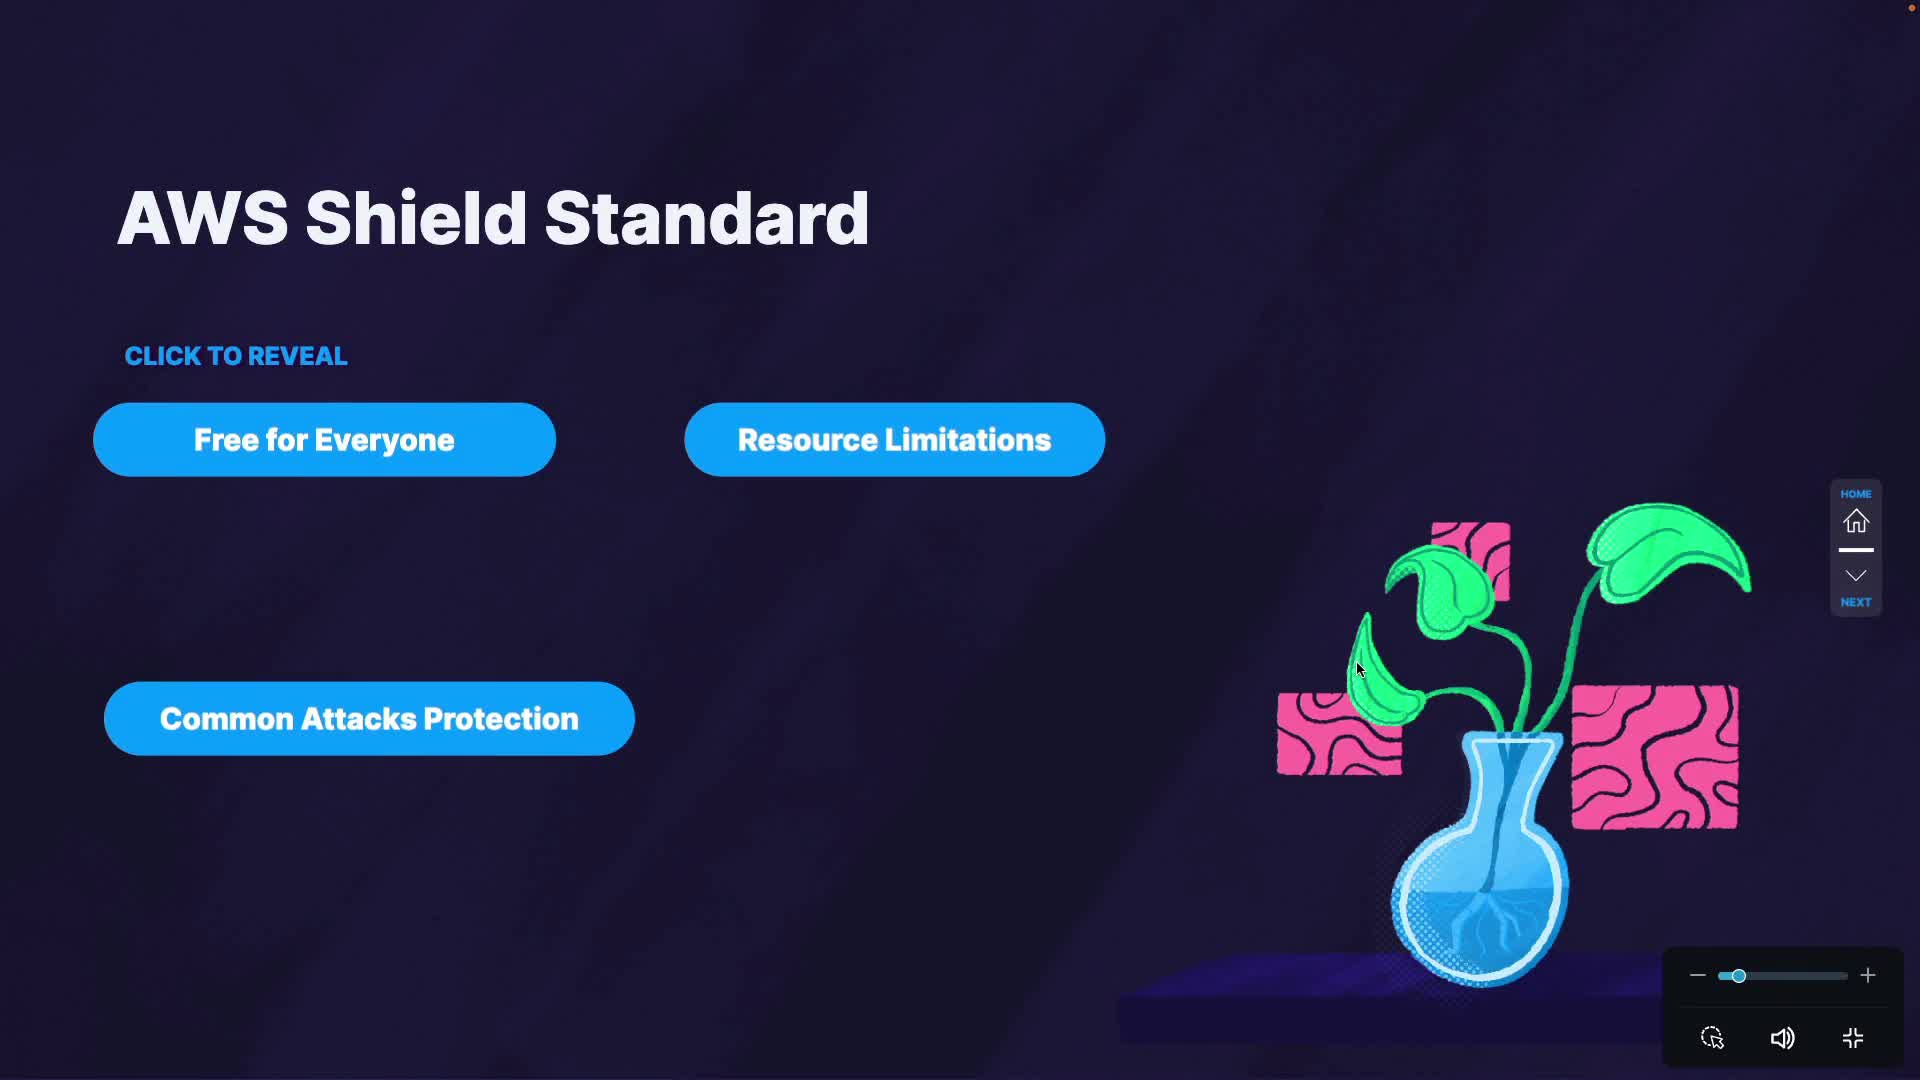 AWS Shield Standard
CLICK TO REVEAL
Free for Everyone
Resource Limitations
Common Attacks Protection
HOME
NEXT